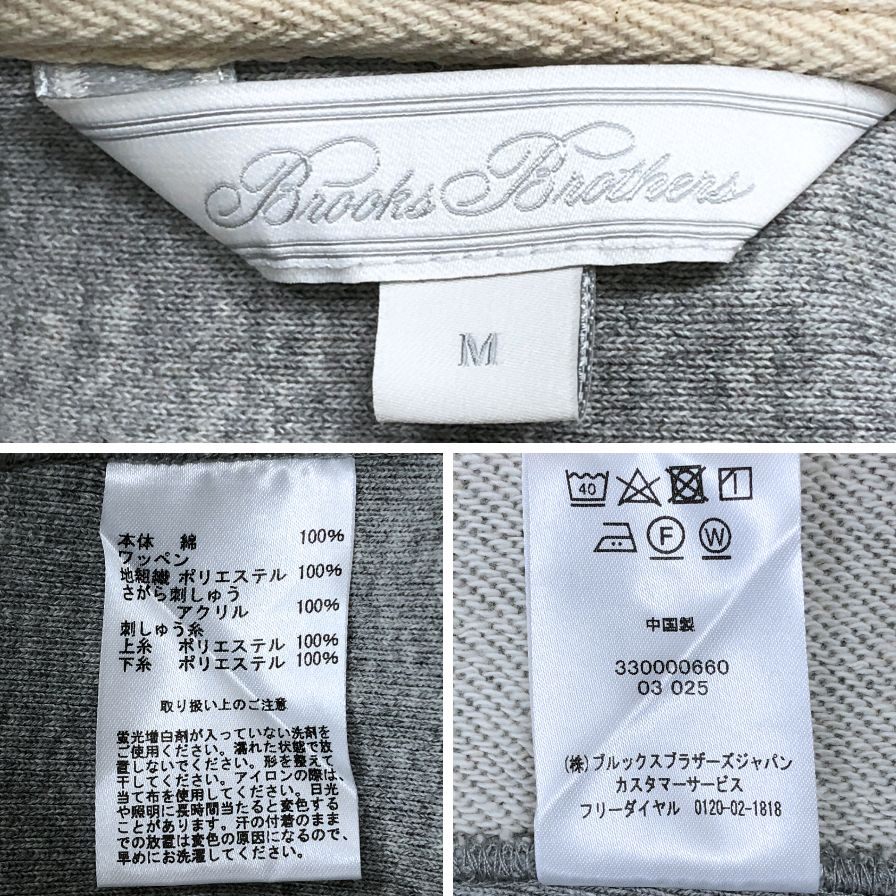 Brooks Brothers
M
本体 綿 100%
ワッペン
地組織 ポリエステル 100%
さがら刺しゅう
アクリル 100%
刺しゅう糸
上糸 ポリエステル 100%
下糸 ポリエステル 100%
取り扱い上のご注意
蛍光増白剤が入っていない洗剤を
ご使用ください。濡れた状態で放
置しないでください。形を整えて
干してください。アイロンの際は、
当て布を使用してください。日光
や照明に長時間当たると変色する
ことがあります。汗の付着のまま
での放置は変色の原因になるので、
早めにお洗濯してください。
40
F W
中国製
330000660
03 025
(株)ブルックスブラザーズジャパン
カスタマーサービス
フリーダイヤル 0120-02-1818